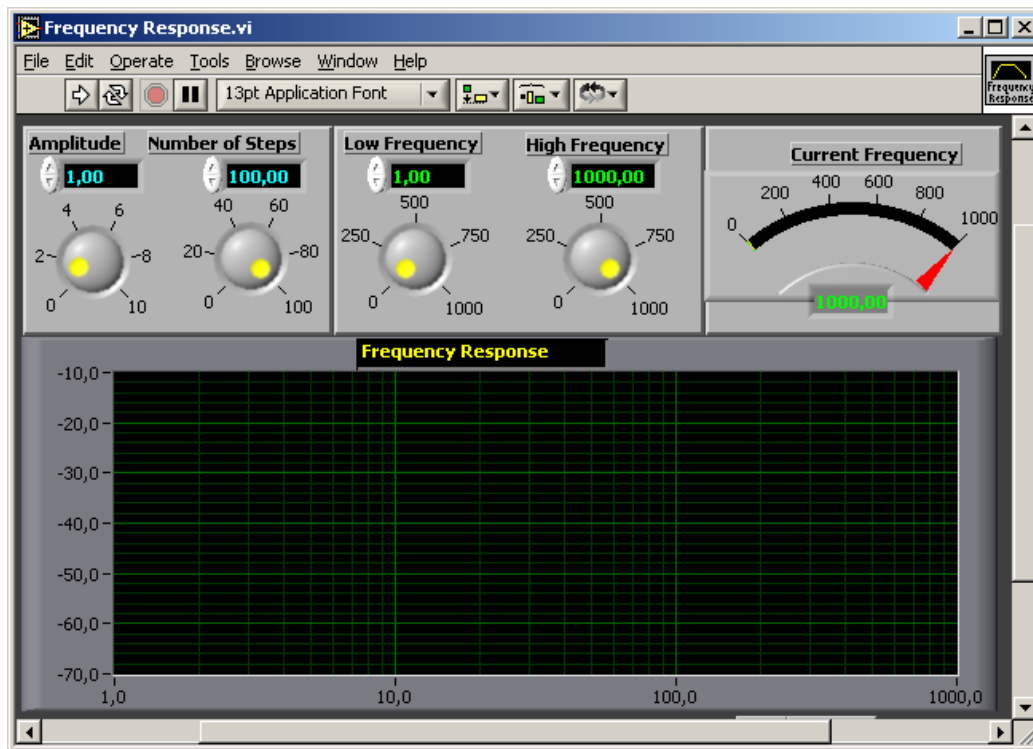 Frequency Response.vi
File Edit Operate Tools Browse Window Help
13pt Application Font
Frequency
Response
Amplitude
1,00
0 2 4 6 8 10
Number of Steps
100,00
0 20 40 60 80 100
Low Frequency
1,00
0 250 500 750 1000
High Frequency
1000,00
0 250 500 750 1000
Current Frequency
0 200 400 600 800 1000
1000,00
Frequency Response
-10,0
-20,0
-30,0
-40,0
-50,0
-60,0
-70,0
1,0 10,0 100,0 1000,0